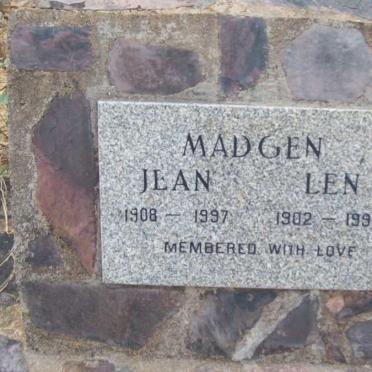 MADGEN
JEAN LEN
1908 – 1997 1902 – 199
MEMBERED WITH LOVE